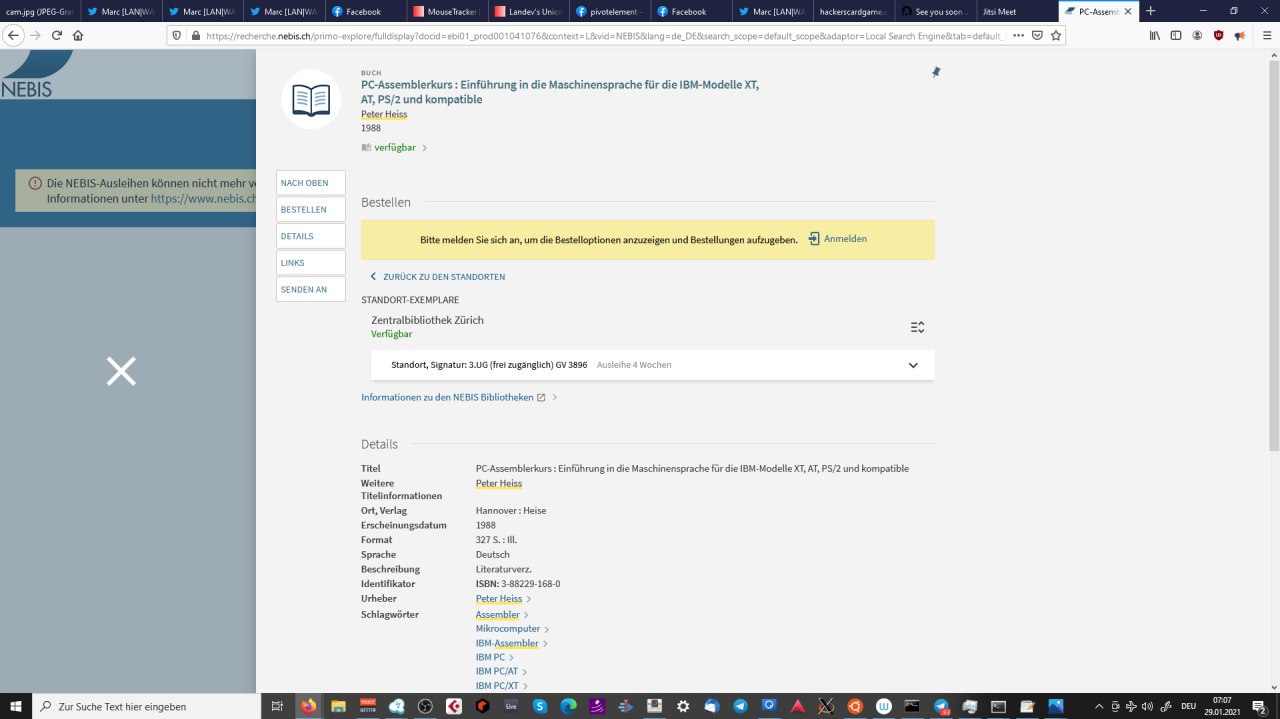 cam.jpg (JPEG-Graf
Marc [LAN|WA
Marc [LAN|WA
Facebook
MouseTracker |
Landev's Unico
pivotelement –
Facebook
Marc [LAN|WA
hackerscardgame.c
See you soon ..
Jitsi Meet
PC-Assemb
https://recherche.nebis.ch/primo-explore/fulldisplay?docid=ebi01_prod001041076&context=L&vid=NEBIS&lang=de_DE&search_scope=default_scope&adaptor=Local Search Engine&tab=default_
NEBIS
Die NEBIS-Ausleihen können nicht mehr v
Informationen unter https://www.nebis.ch
BUCH
PC-Assemblerkurs : Einführung in die Maschinensprache für die IBM-Modelle XT,
AT, PS/2 und kompatible
Peter Heiss
1988
verfügbar
NACH OBEN
BESTELLEN
DETAILS
LINKS
SENDEN AN
Bestellen
Bitte melden Sie sich an, um die Bestelloptionen anzuzeigen und Bestellungen aufzugeben. Anmelden
ZURÜCK ZU DEN STANDORTEN
STANDORT-EXEMPLARE
Zentralbibliothek Zürich
Verfügbar
Standort, Signatur: 3.UG (frei zugänglich) GV 3896 Ausleihe 4 Wochen
Informationen zu den NEBIS Bibliotheken
Details
Titel PC-Assemblerkurs : Einführung in die Maschinensprache für die IBM-Modelle XT, AT, PS/2 und kompatible
Weitere Peter Heiss
Titelinformationen
Ort, Verlag Hannover : Heise
Erscheinungsdatum 1988
Format 327 S. : Ill.
Sprache Deutsch
Beschreibung Literaturverz.
Identifikator ISBN: 3-88229-168-0
Urheber Peter Heiss
Schlagwörter Assembler
Mikrocomputer
IBM-Assembler
IBM PC
IBM PC/AT
IBM PC/XT
Zur Suche Text hier eingeben
Live
07:07
29.01.2021